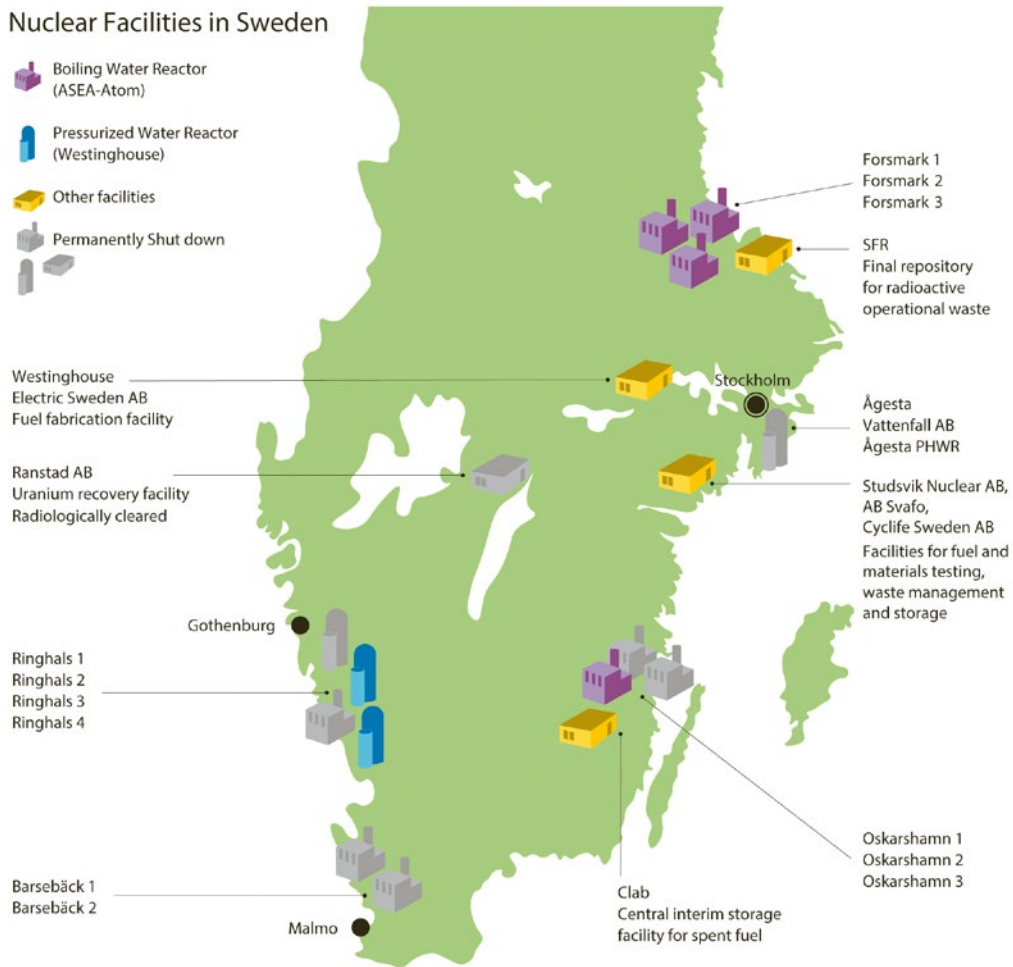 Nuclear Facilities in Sweden
Boiling Water Reactor
(ASEA-Atom)
Pressurized Water Reactor
(Westinghouse)
Other facilities
Permanently Shut down
Forsmark 1
Forsmark 2
Forsmark 3
SFR
Final repository
for radioactive
operational waste
Westinghouse
Electric Sweden AB
Fuel fabrication facility
Stockholm
Ågesta
Vattenfall AB
Ågesta PHWR
Ranstad AB
Uranium recovery facility
Radiologically cleared
Studsvik Nuclear AB,
AB Svafo,
Cyclife Sweden AB
Facilities for fuel and
materials testing,
waste management
and storage
Gothenburg
Ringhals 1
Ringhals 2
Ringhals 3
Ringhals 4
Oskarshamn 1
Oskarshamn 2
Oskarshamn 3
Barsebäck 1
Barsebäck 2
Clab
Central interim storage
facility for spent fuel
Malmo